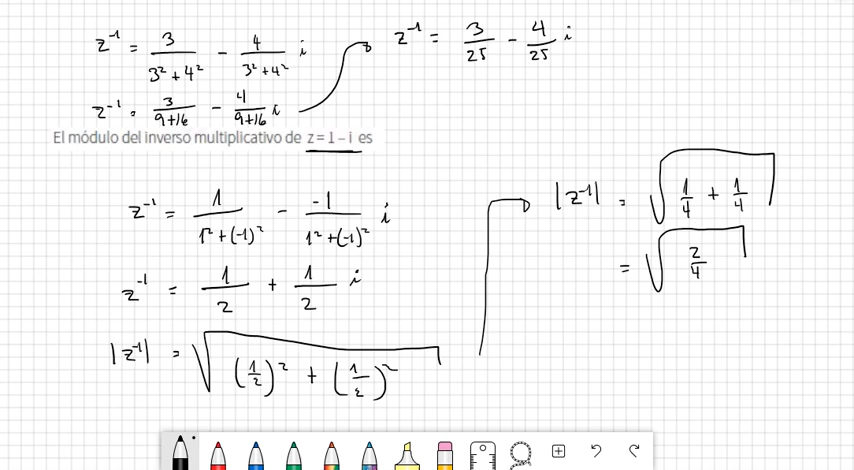 z⁻¹ = 3/(3²+4²) − 4/(3²+4²) i
z⁻¹ = 3/(9+16) − 4/(9+16) i
z⁻¹ = 3/25 − 4/25 i
El módulo del inverso multiplicativo de z = 1 – i es
z⁻¹ = 1/(1²+(-1)²) − -1/(1²+(-1)²) i
z⁻¹ = 1/2 + 1/2 i
|z⁻¹| = √((1/2)² + (1/2)²)
|z⁻¹| = √(1/4 + 1/4)
= √(2/4)